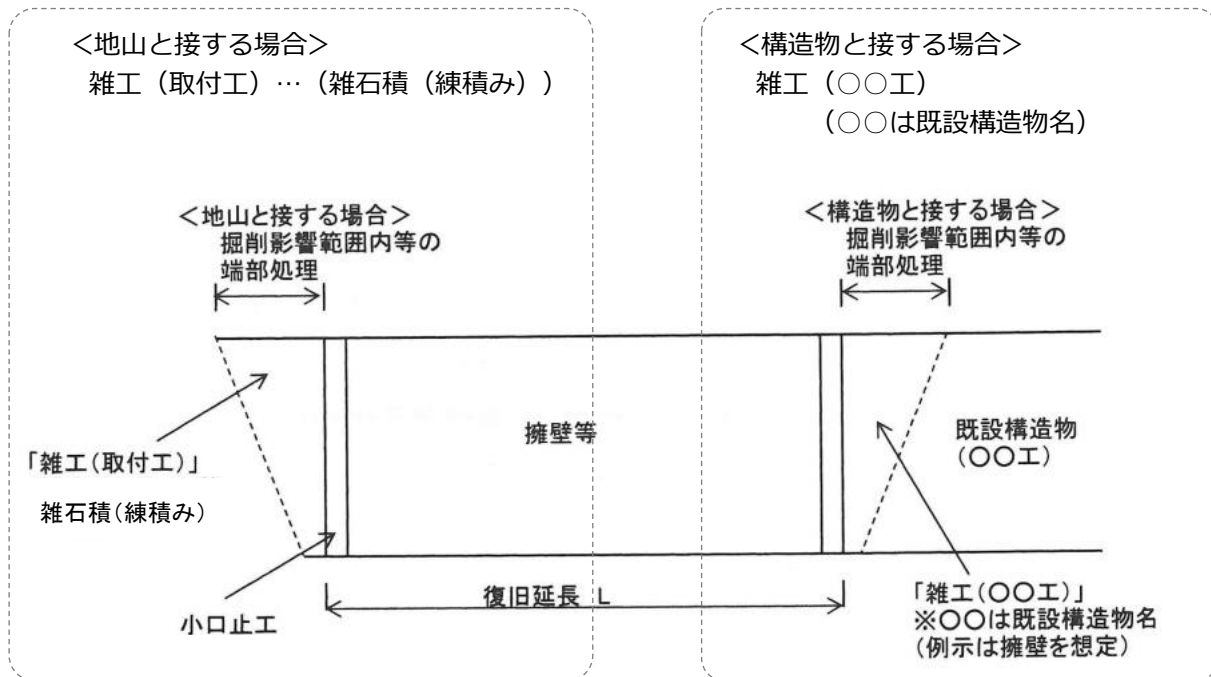 ＜地山と接する場合＞
雑工（取付工）…（雑石積（練積み））
＜構造物と接する場合＞
雑工（○○工）
（○○は既設構造物名）
＜地山と接する場合＞
掘削影響範囲内等の
端部処理
＜構造物と接する場合＞
掘削影響範囲内等の
端部処理
擁壁等
既設構造物
(○○工)
「雑工(取付工)」
雑石積(練積み)
小口止工
復旧延長 L
「雑工(○○工)」
※○○は既設構造物名
(例示は擁壁を想定)